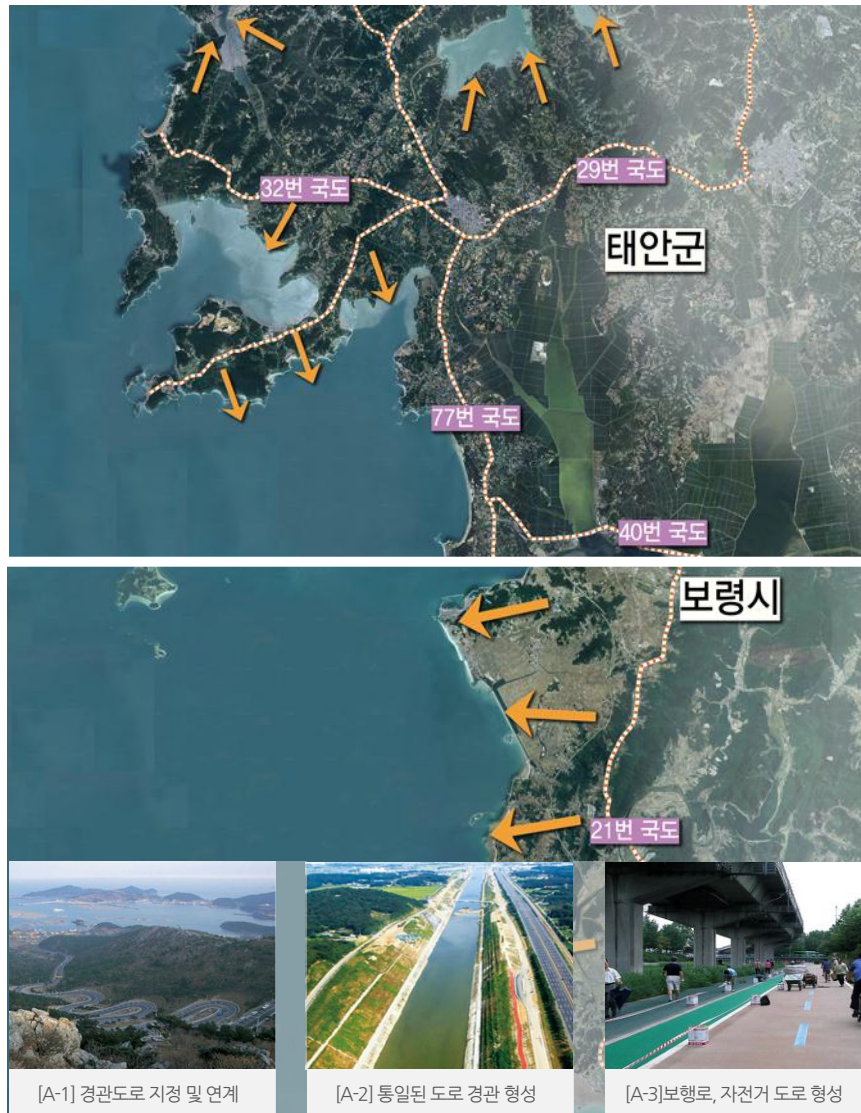 32번 국도
29번 국도
태안군
77번 국도
40번 국도
보령시
21번 국도
[A-1] 경관도로 지정 및 연계
[A-2] 통일된 도로 경관 형성
[A-3]보행로, 자전거 도로 형성